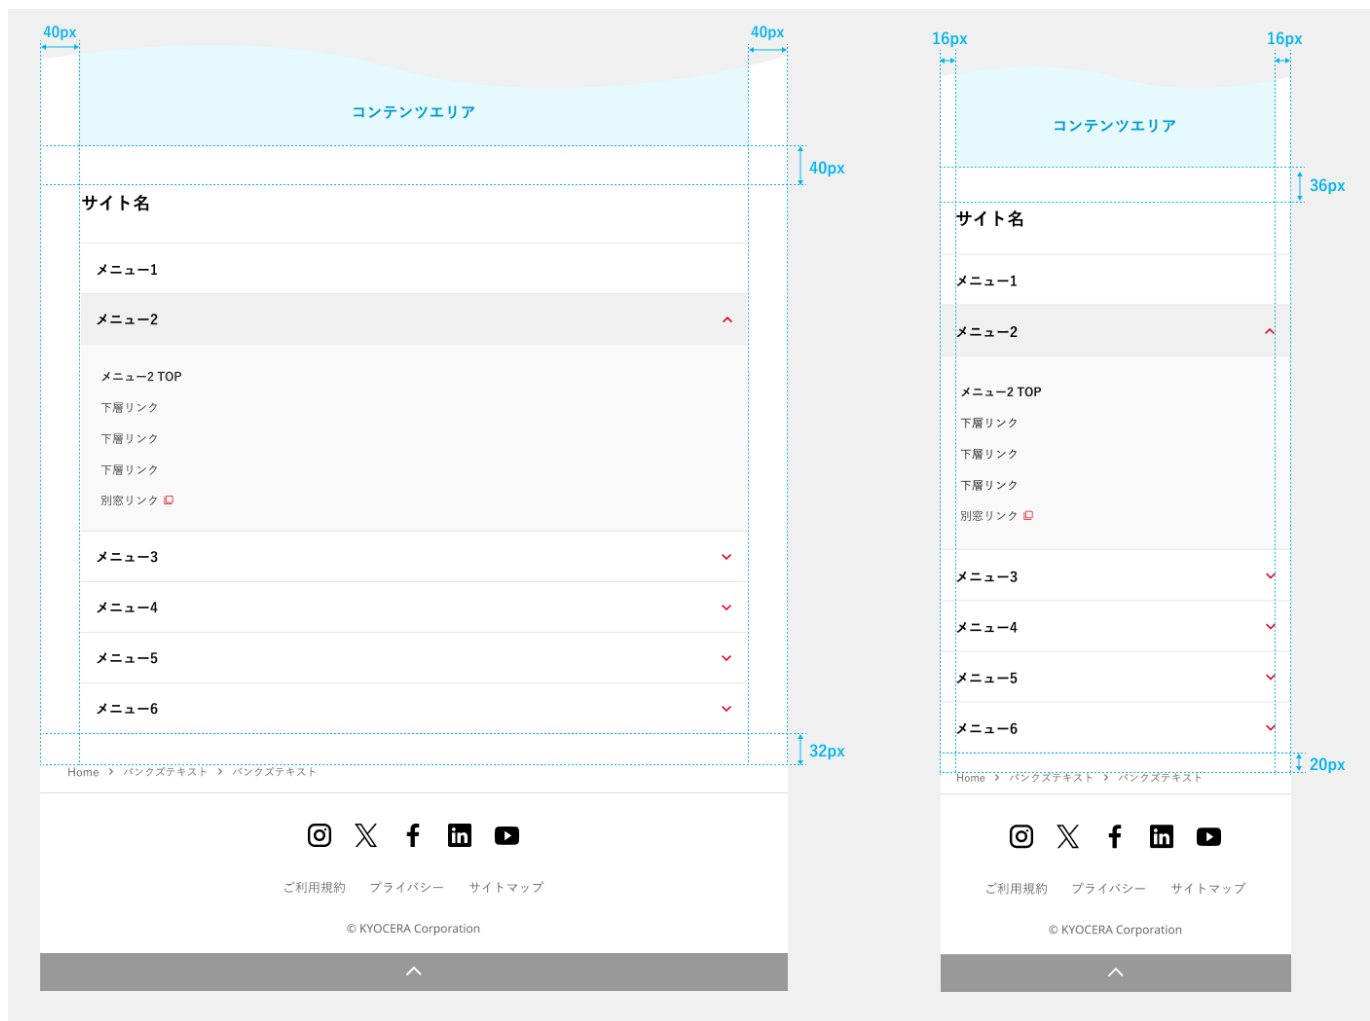 40px
40px
コンテンツエリア
40px
サイト名
メニュー1
メニュー2
メニュー2 TOP
下層リンク
下層リンク
下層リンク
別窓リンク
メニュー3
メニュー4
メニュー5
メニュー6
32px
Home > パンクズテキスト > パンクズテキスト
ご利用規約 プライバシー サイトマップ
© KYOCERA Corporation
16px
16px
コンテンツエリア
36px
サイト名
メニュー1
メニュー2
メニュー2 TOP
下層リンク
下層リンク
下層リンク
別窓リンク
メニュー3
メニュー4
メニュー5
メニュー6
20px
Home > パンクズテキスト > パンクズテキスト
ご利用規約 プライバシー サイトマップ
© KYOCERA Corporation